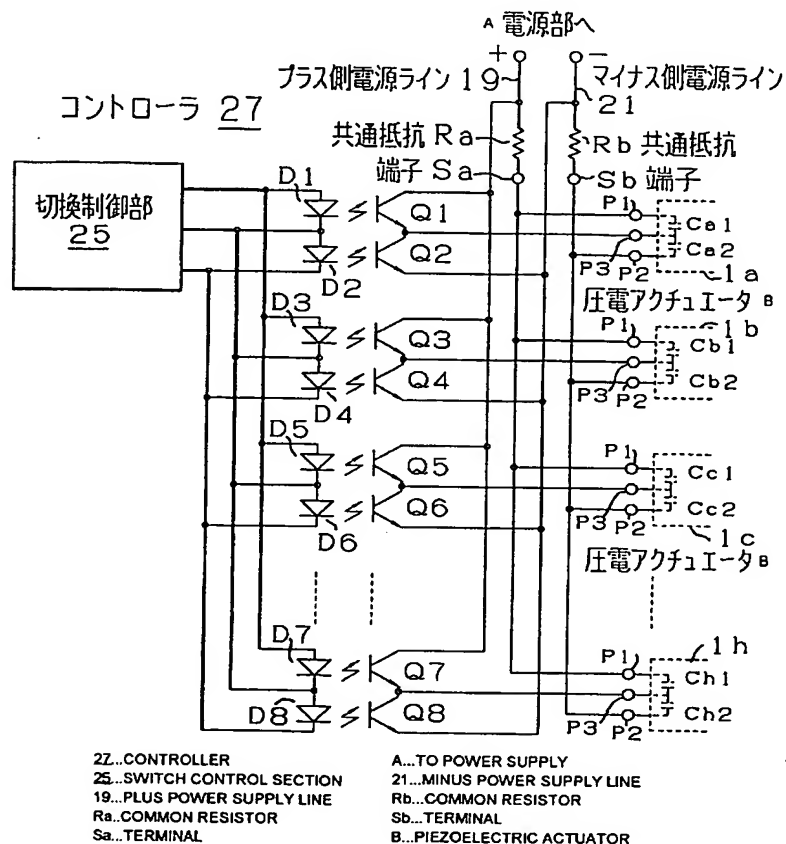 A 電源部へ
+ −
プラス側電源ライン 19
マイナス側電源ライン 21
コントローラ 27
共通抵抗 Ra
Rb 共通抵抗
端子 Sa
Sb 端子
切換制御部
25
D1
Q1
P1
Ca1
D2
Q2
P3
P2
Ca2
1a
圧電アクチュエータ B
D3
Q3
P1
1b
Cb1
D4
Q4
P3
P2
Cb2
D5
Q5
P1
Cc1
D6
Q6
P3
P2
Cc2
1c
圧電アクチュエータ B
D7
Q7
P1
1h
Ch1
D8
Q8
P3
P2
Ch2
27...CONTROLLER
25...SWITCH CONTROL SECTION
19...PLUS POWER SUPPLY LINE
Ra..COMMON RESISTOR
Sa...TERMINAL
A...TO POWER SUPPLY
21...MINUS POWER SUPPLY LINE
Rb...COMMON RESISTOR
Sb...TERMINAL
B...PIEZOELECTRIC ACTUATOR